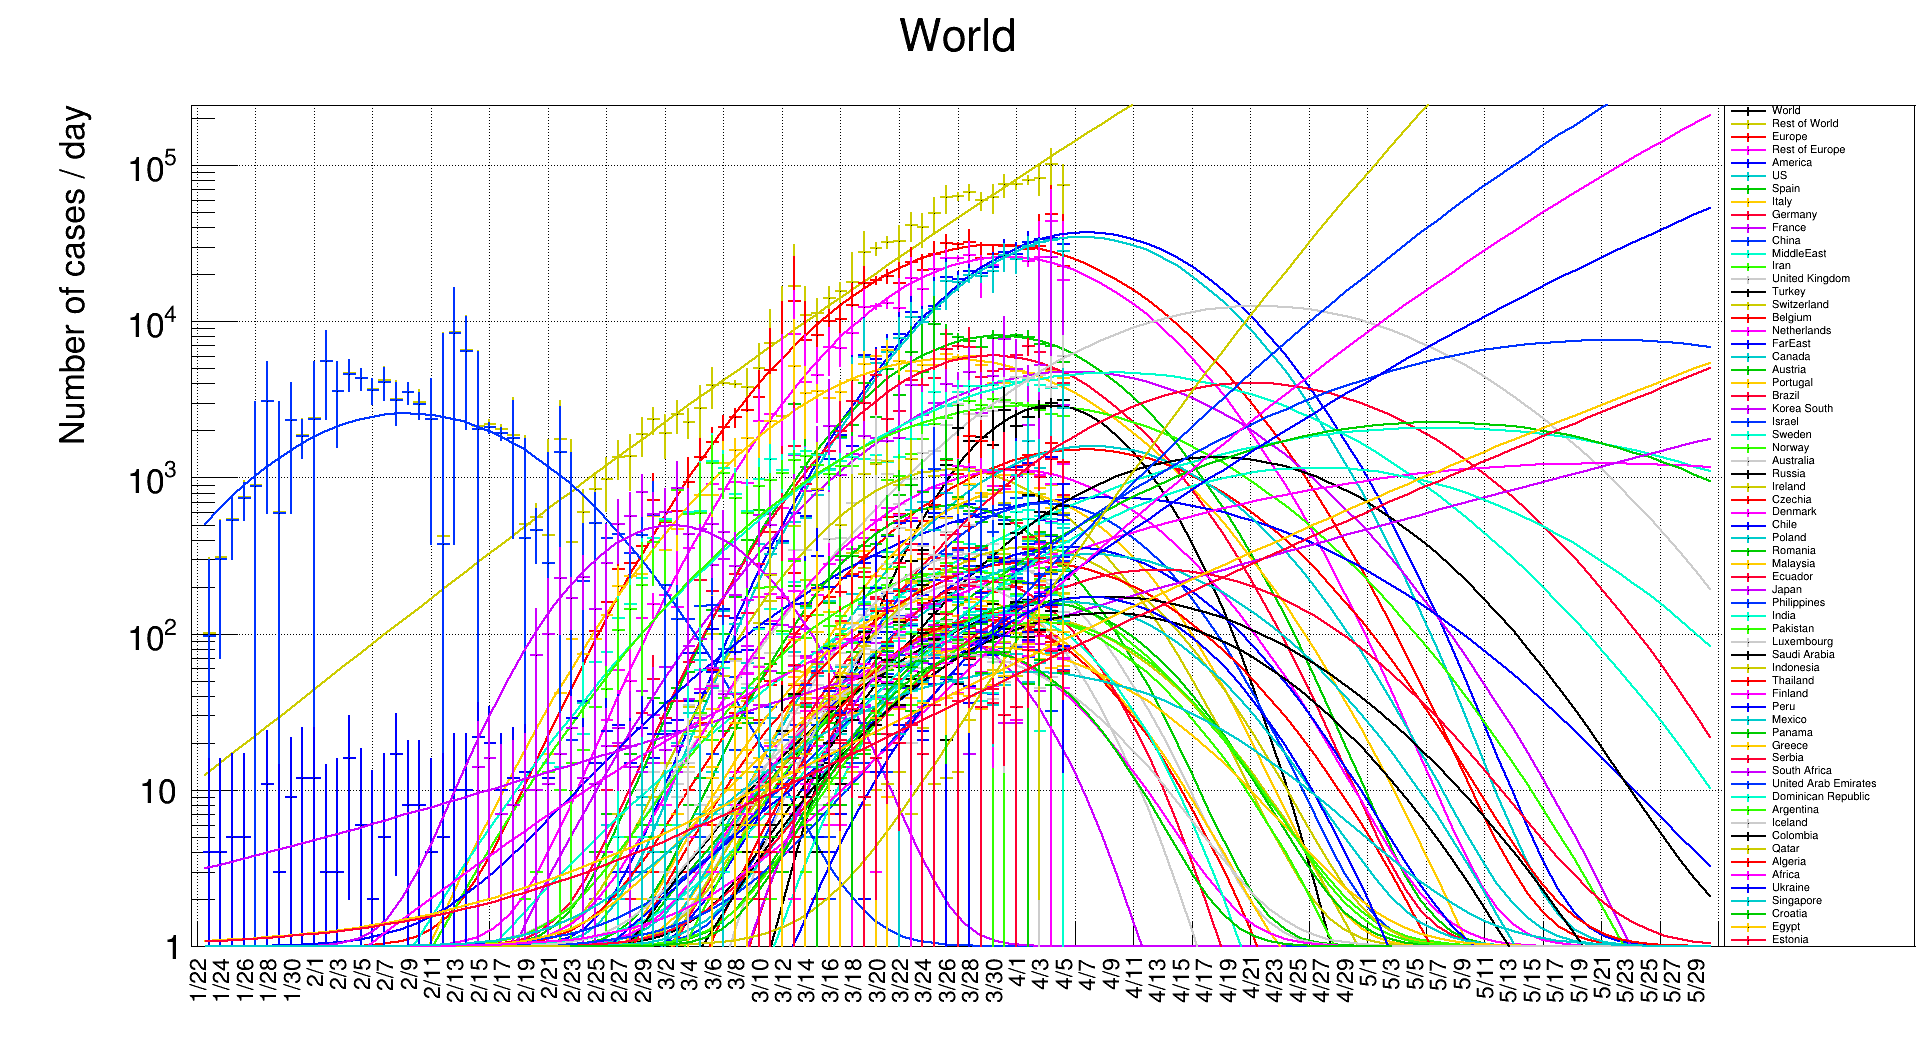 World
Number of cases / day
10^5
10^4
10^3
10^2
10
1
1/22
1/24
1/26
1/28
1/30
2/1
2/3
2/5
2/7
2/9
2/11
2/13
2/15
2/17
2/19
2/21
2/23
2/25
2/27
2/29
3/2
3/4
3/6
3/8
3/10
3/12
3/14
3/16
3/18
3/20
3/22
3/24
3/26
3/28
3/30
4/1
4/3
4/5
4/7
4/9
4/11
4/13
4/15
4/17
4/19
4/21
4/23
4/25
4/27
4/29
5/1
5/3
5/5
5/7
5/9
5/11
5/13
5/15
5/17
5/19
5/21
5/23
5/25
5/27
5/29
World
Rest of World
Europe
Rest of Europe
America
US
Spain
Italy
Germany
France
China
MiddleEast
Iran
United Kingdom
Turkey
Switzerland
Belgium
Netherlands
FarEast
Canada
Austria
Portugal
Brazil
Korea South
Israel
Sweden
Norway
Australia
Russia
Ireland
Czechia
Denmark
Chile
Poland
Romania
Malaysia
Ecuador
Japan
Philippines
India
Pakistan
Luxembourg
Saudi Arabia
Indonesia
Thailand
Finland
Peru
Mexico
Panama
Greece
Serbia
South Africa
United Arab Emirates
Dominican Republic
Argentina
Iceland
Colombia
Qatar
Algeria
Africa
Ukraine
Singapore
Croatia
Egypt
Estonia